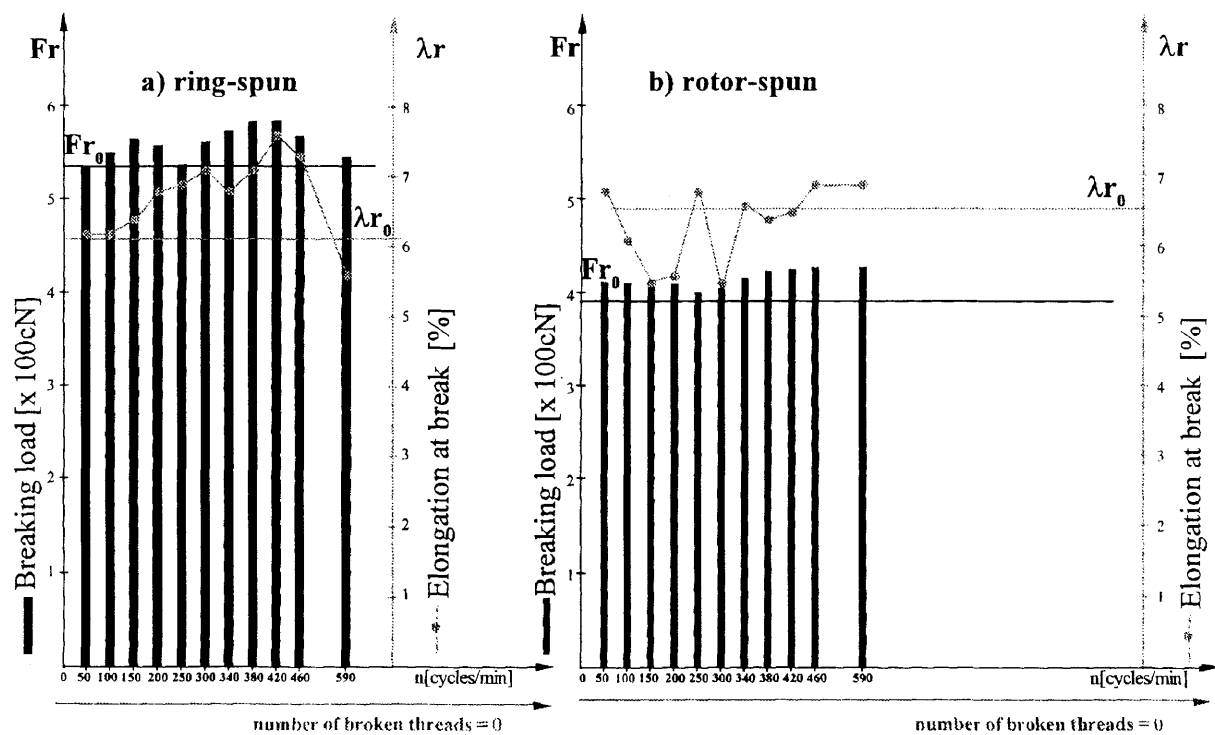 Fr
λr
a) ring-spun
6
5
4
3
2
1
0
8
7
6
5
4
3
2
1
Fr₀
λr₀
Breaking load [x 100cN]
Elongation at break [%]
50 100 150 200 250 300 340 380 420 460 590 n[cycles/min]
number of broken threads = 0
Fr
λr
b) rotor-spun
6
5
4
3
2
1
0
8
7
6
5
4
3
2
1
Fr₀
λr₀
Breaking load [x 100cN]
Elongation at break [%]
50 100 150 200 250 300 340 380 420 460 590 n[cycles/min]
number of broken threads = 0